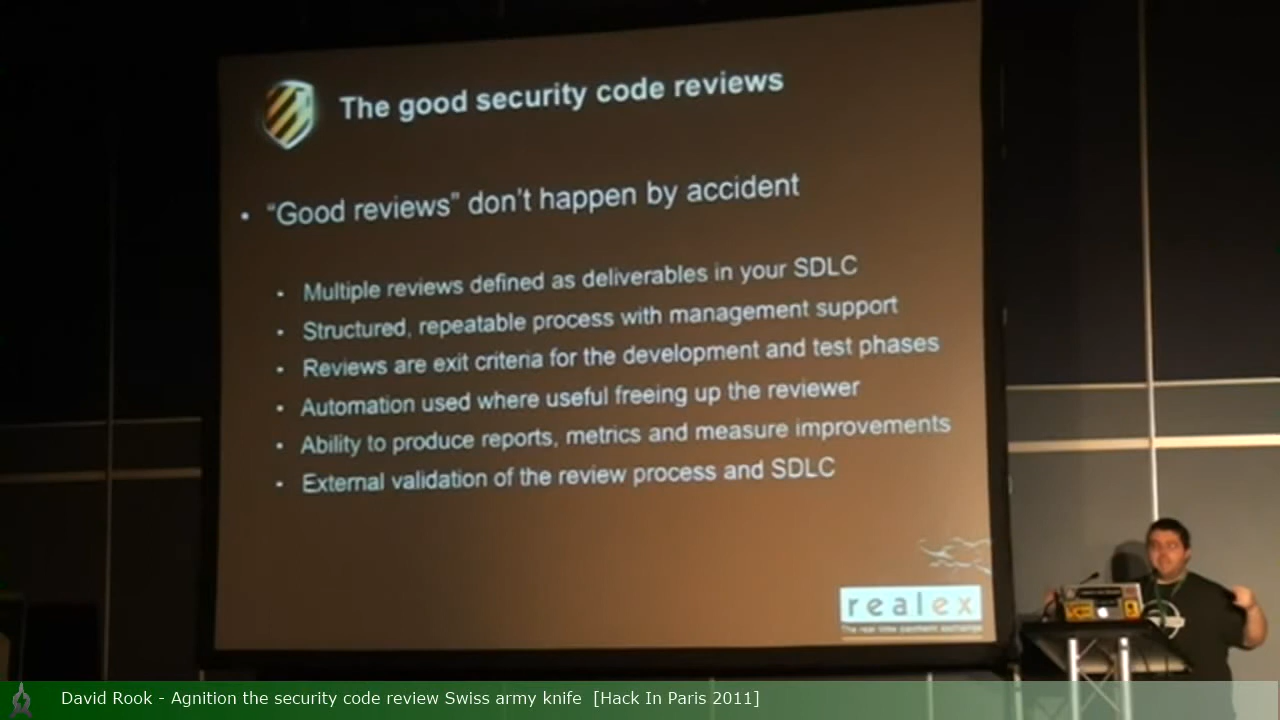 The good security code reviews
• “Good reviews” don’t happen by accident
• Multiple reviews defined as deliverables in your SDLC
• Structured, repeatable process with management support
• Reviews are exit criteria for the development and test phases
• Automation used where useful freeing up the reviewer
• Ability to produce reports, metrics and measure improvements
• External validation of the review process and SDLC
realex
David Rook - Agnition the security code review Swiss army knife [Hack In Paris 2011]